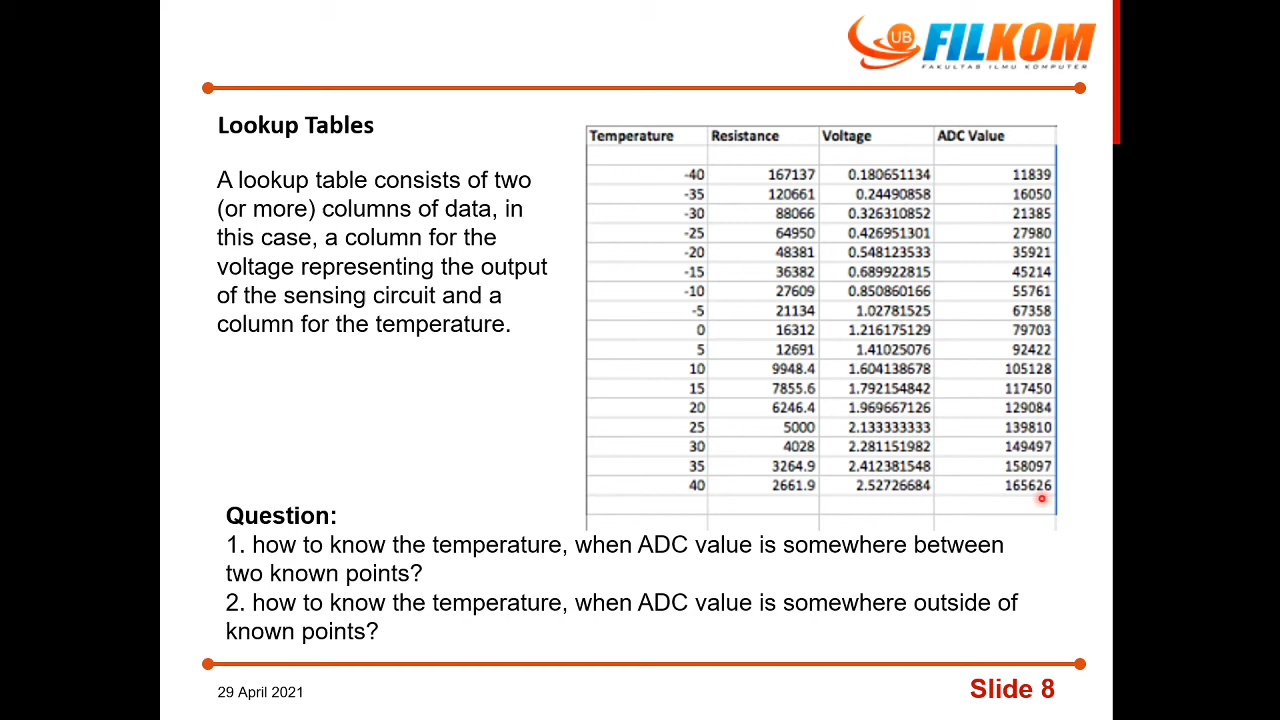 UB FILKOM
FAKULTAS ILMU KOMPUTER
Lookup Tables
A lookup table consists of two
(or more) columns of data, in
this case, a column for the
voltage representing the output
of the sensing circuit and a
column for the temperature.
Temperature Resistance Voltage ADC Value
-40 167137 0.180651134 11839
-35 120661 0.24490858 16050
-30 88066 0.326310852 21385
-25 64950 0.426951301 27980
-20 48381 0.548123533 35921
-15 36382 0.689922815 45214
-10 27609 0.850860166 55761
-5 21134 1.02781525 67358
0 16312 1.216175129 79703
5 12691 1.41025076 92422
10 9948.4 1.604138678 105128
15 7855.6 1.792154842 117450
20 6246.4 1.969667126 129084
25 5000 2.133333333 139810
30 4028 2.281151982 149497
35 3264.9 2.412381548 158097
40 2661.9 2.52726684 165626
Question:
1. how to know the temperature, when ADC value is somewhere between
two known points?
2. how to know the temperature, when ADC value is somewhere outside of
known points?
29 April 2021
Slide 8